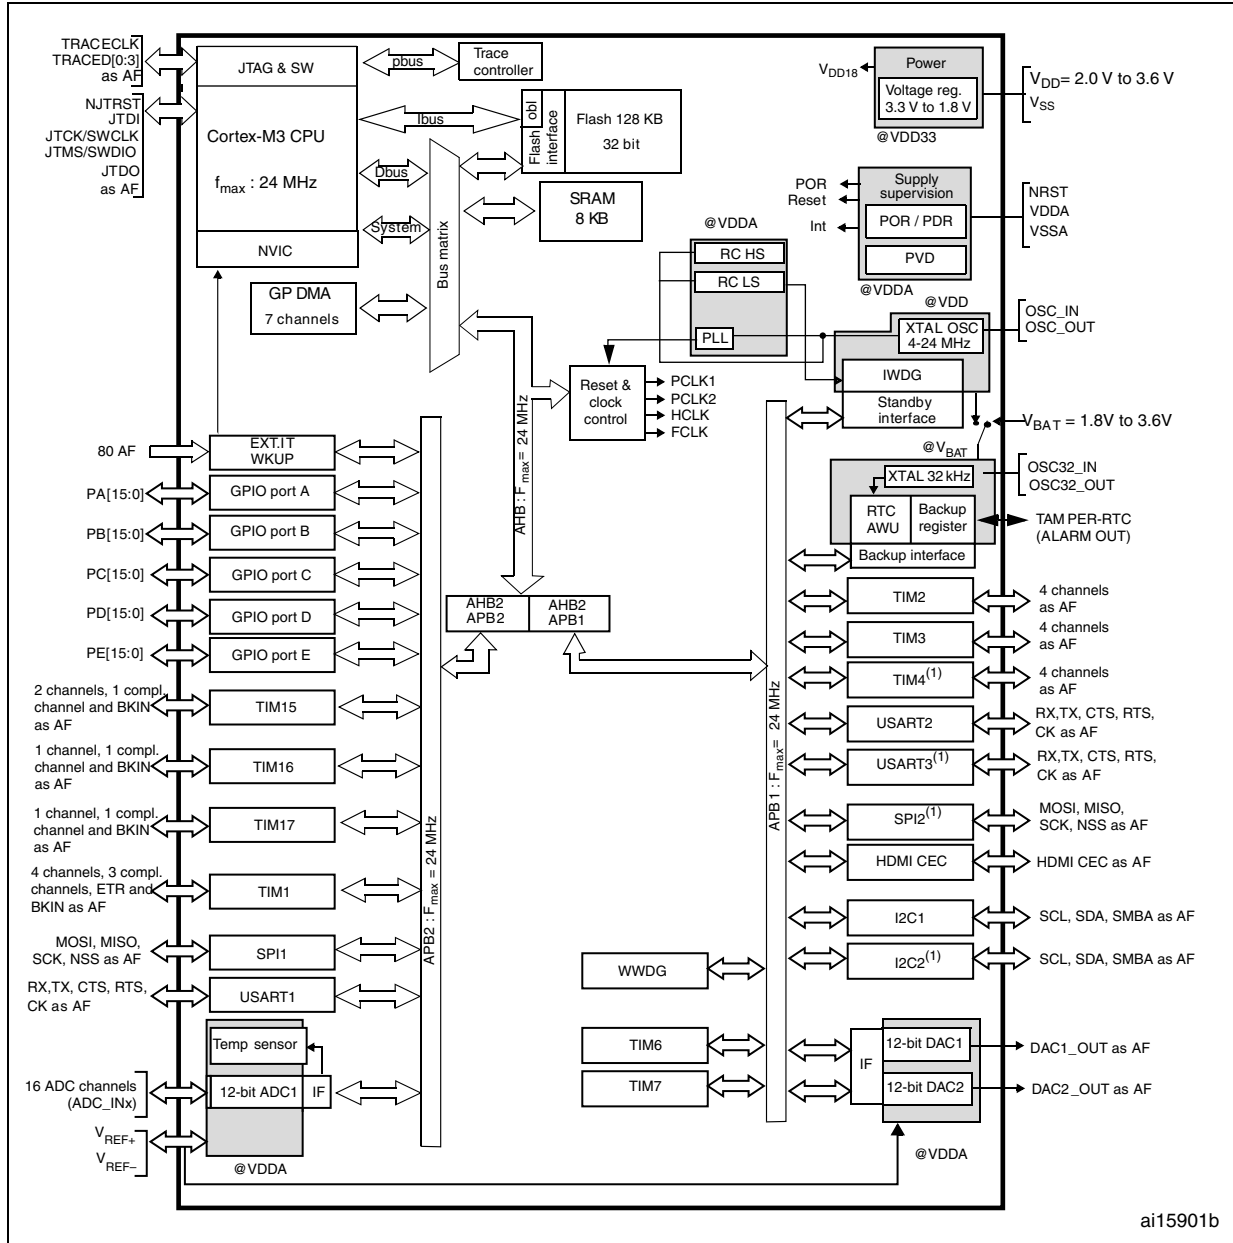 TRACECLK
TRACED[0:3]
as AF
NJTRST
JTDI
JTCK/SWCLK
JTMS/SWDIO
JTDO
as AF
JTAG & SW
Cortex-M3 CPU
fmax : 24 MHz
NVIC
GP DMA
7 channels
pbus
Ibus
Dbus
System
Bus matrix
Trace
controller
Flash
interface
obl
Flash 128 KB
32 bit
SRAM
8 KB
VDD18
Power
Voltage reg.
3.3 V to 1.8 V
@VDD33
VDD= 2.0 V to 3.6 V
VSS
POR
Reset
Int
Supply
supervision
POR / PDR
PVD
@VDDA
NRST
VDDA
VSSA
@VDDA
RC HS
RC LS
PLL
@VDD
XTAL OSC
4-24 MHz
IWDG
Standby
interface
OSC_IN
OSC_OUT
Reset &
clock
control
PCLK1
PCLK2
HCLK
FCLK
VBAT = 1.8V to 3.6V
@VBAT
XTAL 32 kHz
RTC
AWU
Backup
register
Backup interface
OSC32_IN
OSC32_OUT
TAM PER-RTC
(ALARM OUT)
AHB : Fmax = 24 MHz
AHB2
APB2
AHB2
APB1
80 AF
EXT.IT
WKUP
PA[15:0]
GPIO port A
PB[15:0]
GPIO port B
PC[15:0]
GPIO port C
PD[15:0]
GPIO port D
PE[15:0]
GPIO port E
2 channels, 1 compl.
channel and BKIN
as AF
TIM15
1 channel, 1 compl.
channel and BKIN
as AF
TIM16
1 channel, 1 compl.
channel and BKIN
as AF
TIM17
4 channels, 3 compl.
channels, ETR and
BKIN as AF
TIM1
MOSI, MISO,
SCK, NSS as AF
SPI1
RX,TX, CTS, RTS,
CK as AF
USART1
Temp sensor
16 ADC channels
(ADC_INx)
12-bit ADC1
IF
VREF+
VREF–
@VDDA
APB2 : Fmax = 24 MHz
APB1 : Fmax = 24 MHz
TIM2
4 channels
as AF
TIM3
4 channels
as AF
TIM4(1)
4 channels
as AF
USART2
RX,TX, CTS, RTS,
CK as AF
USART3(1)
RX,TX, CTS, RTS,
CK as AF
SPI2(1)
MOSI, MISO,
SCK, NSS as AF
HDMI CEC
HDMI CEC as AF
I2C1
SCL, SDA, SMBA as AF
I2C2(1)
SCL, SDA, SMBA as AF
WWDG
TIM6
TIM7
IF
12-bit DAC1
DAC1_OUT as AF
12-bit DAC2
DAC2_OUT as AF
@VDDA
ai15901b